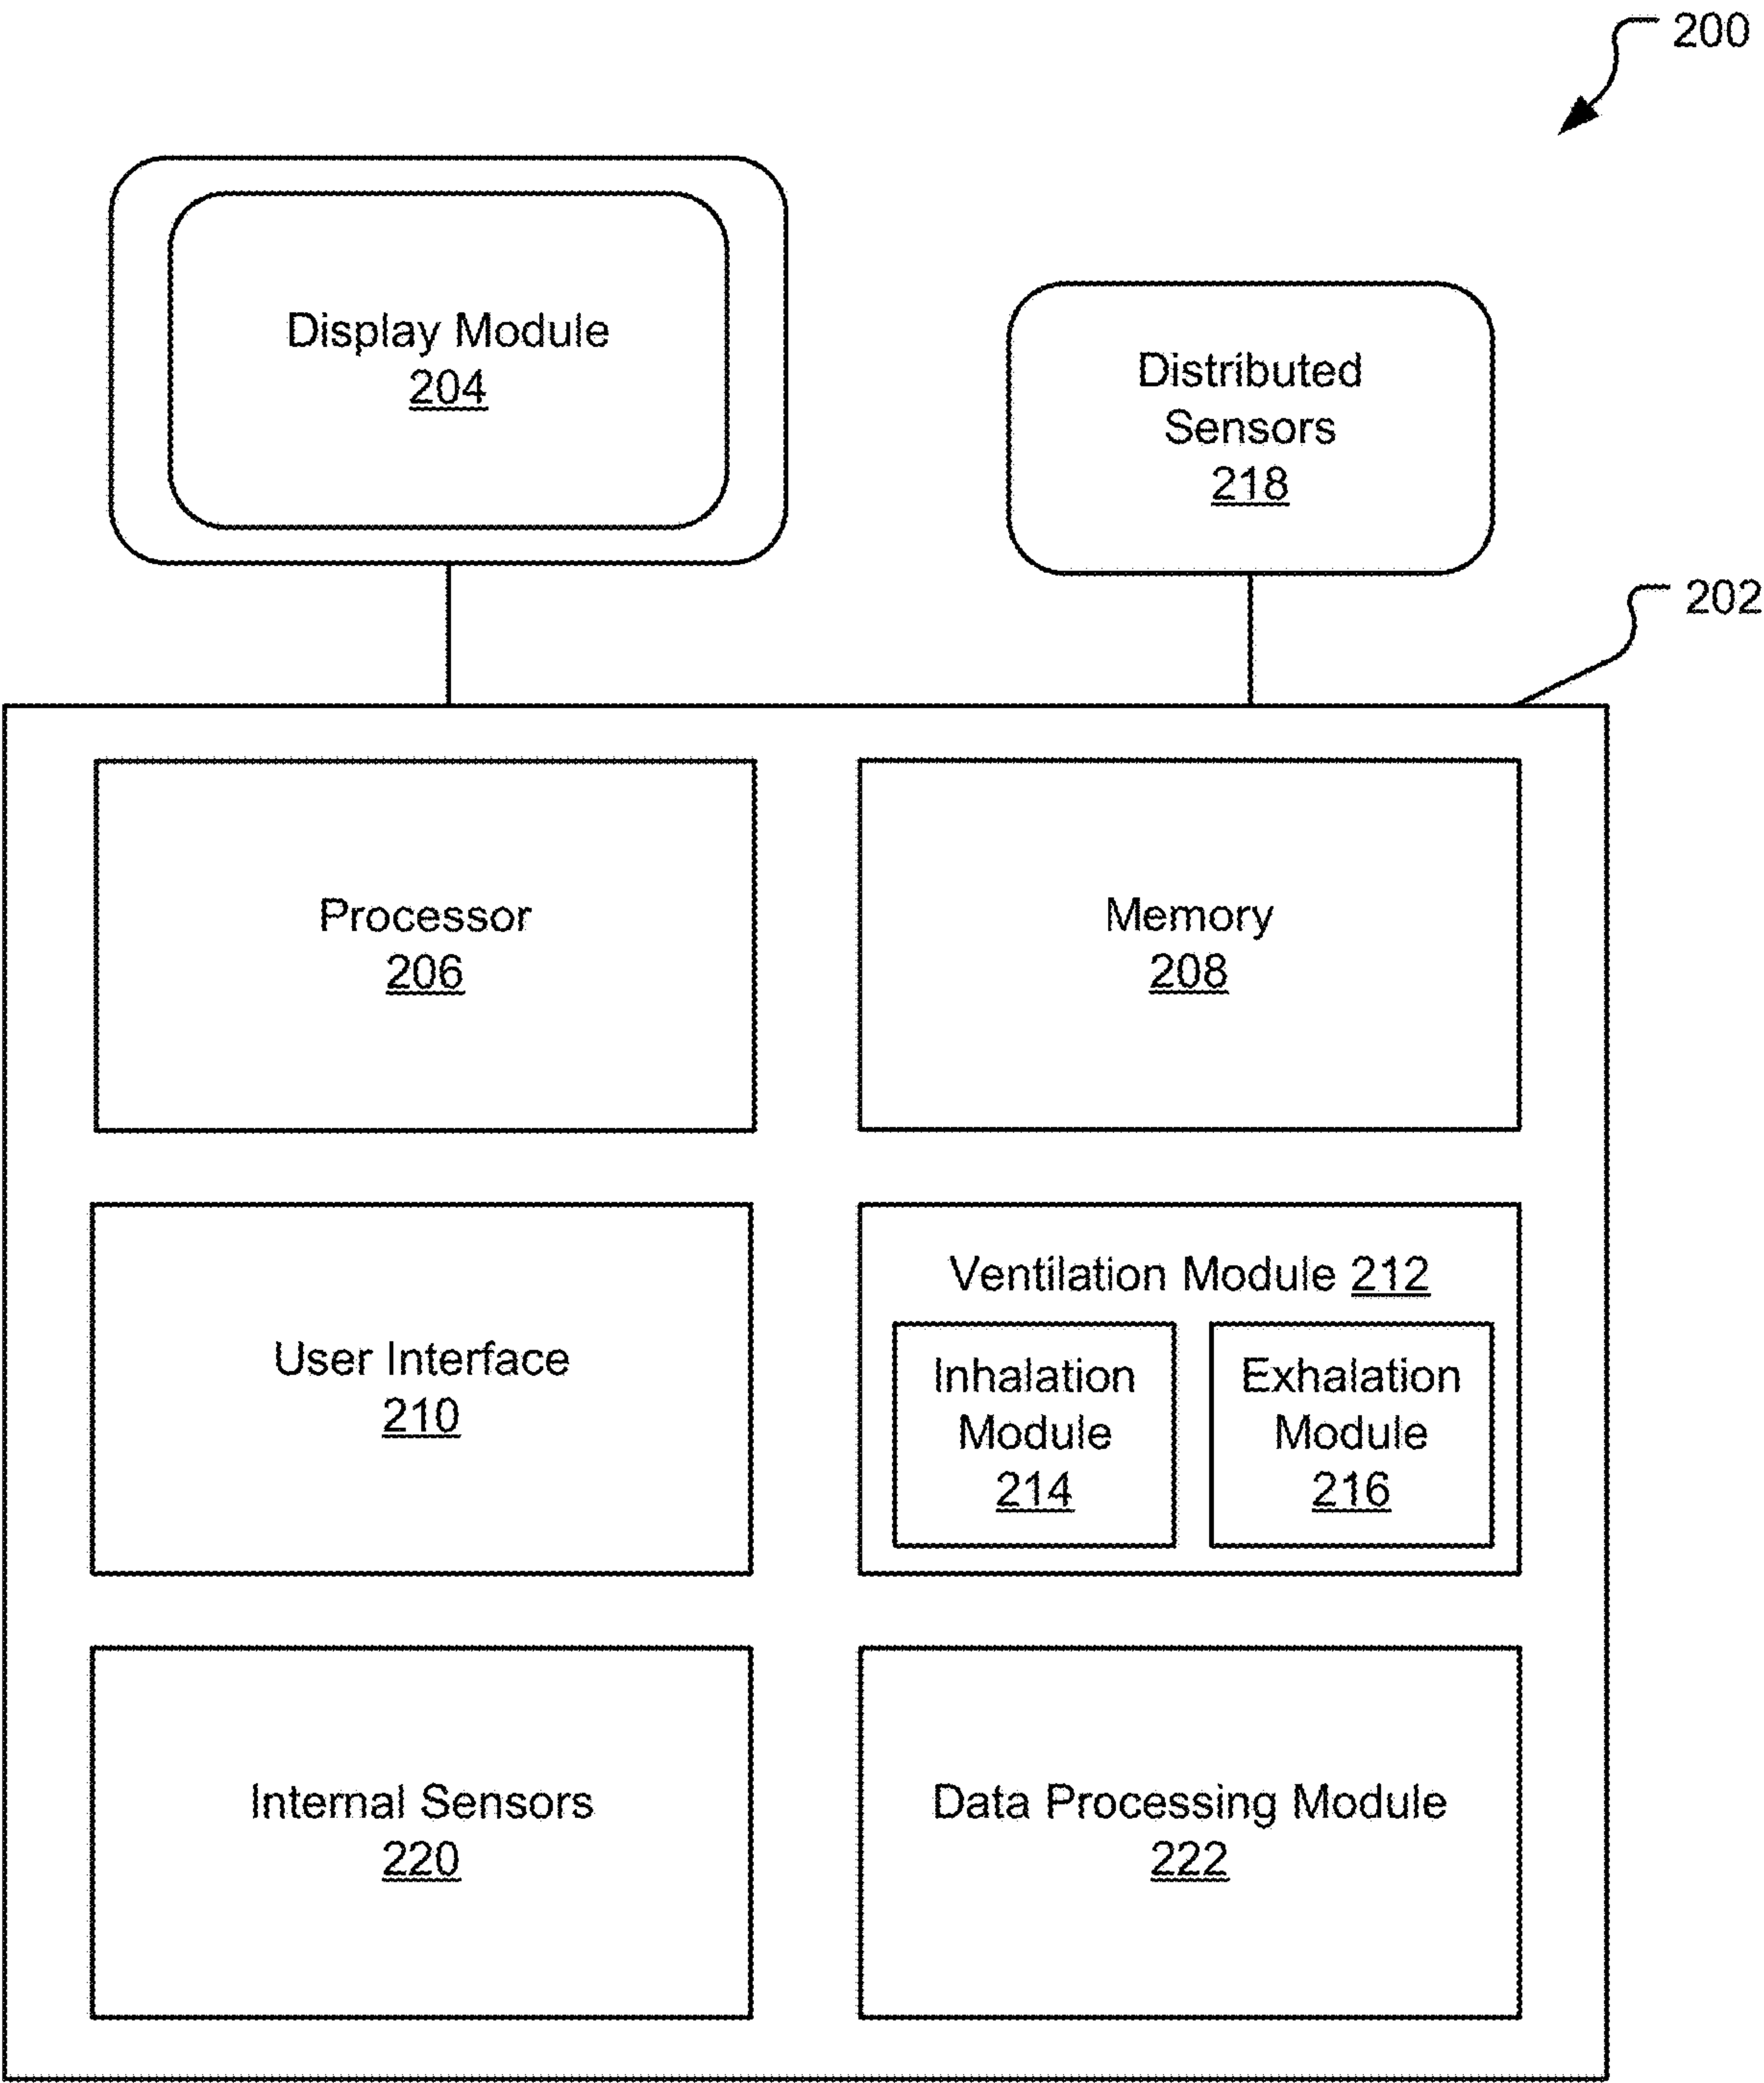 200
Display Module
204
Distributed
Sensors
218
202
Processor
206
Memory
208
User Interface
210
Ventilation Module 212
Inhalation
Module
214
Exhalation
Module
216
Internal Sensors
220
Data Processing Module
222